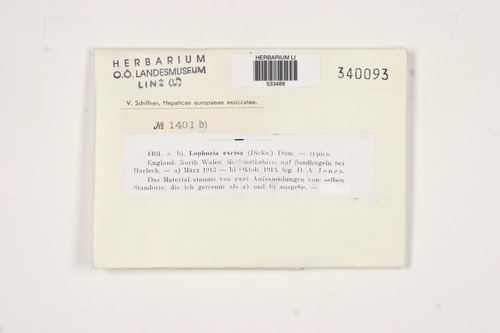 HERBARIUM
O.Ö. LANDESMUSEUM
LINZ
HERBARIUM LI
533488
340093
V. Schiffner, Hepaticae europaeae exsiccatae.
№ 1401 b)
1401. a, b), Lophozia excisa (Dicks.) Dum. — typica.
England: North Wales, Merionethshire; auf Sandhügeln bei
Harlech. — a) März 1913 — b) Oktob. 1913, lég. D. A. Jones.
Das Material stammt von zwei Aufsammlungen vom selben
Standorte, die ich getrennt als a) und b) ausgebe. —